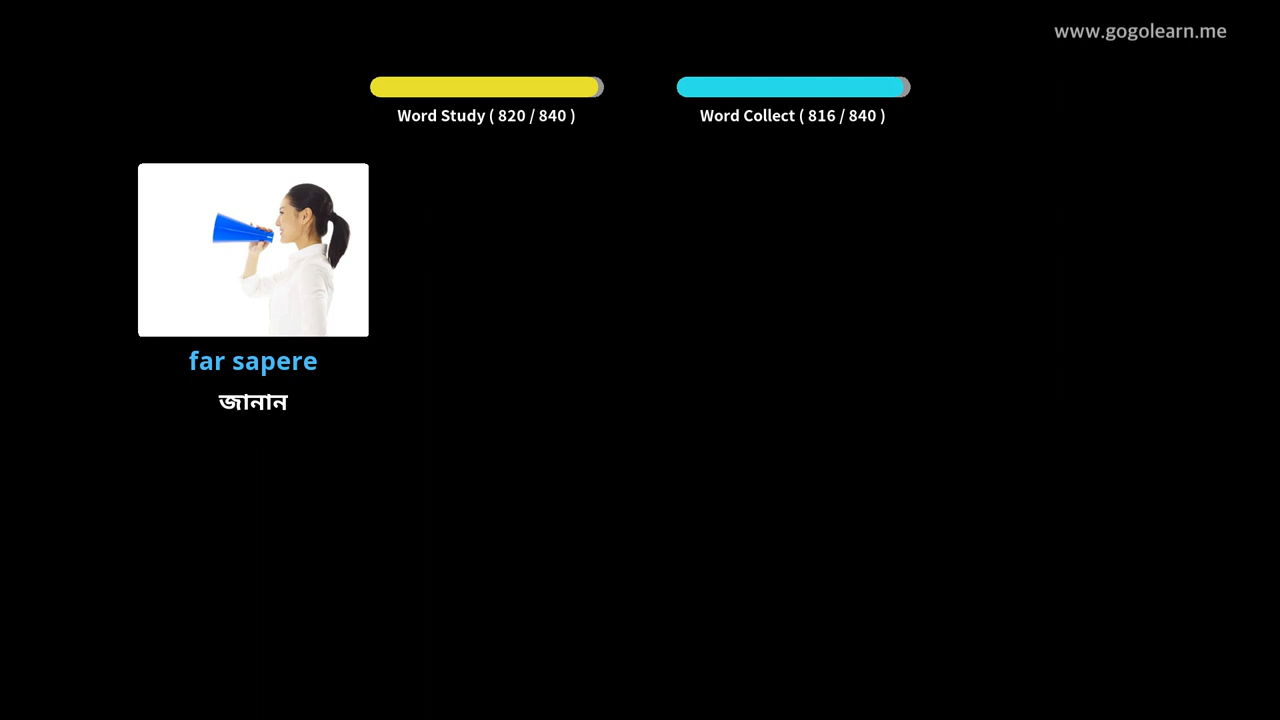 www.gogolearn.me
Word Study ( 820 / 840 )
Word Collect ( 816 / 840 )
far sapere
জানান